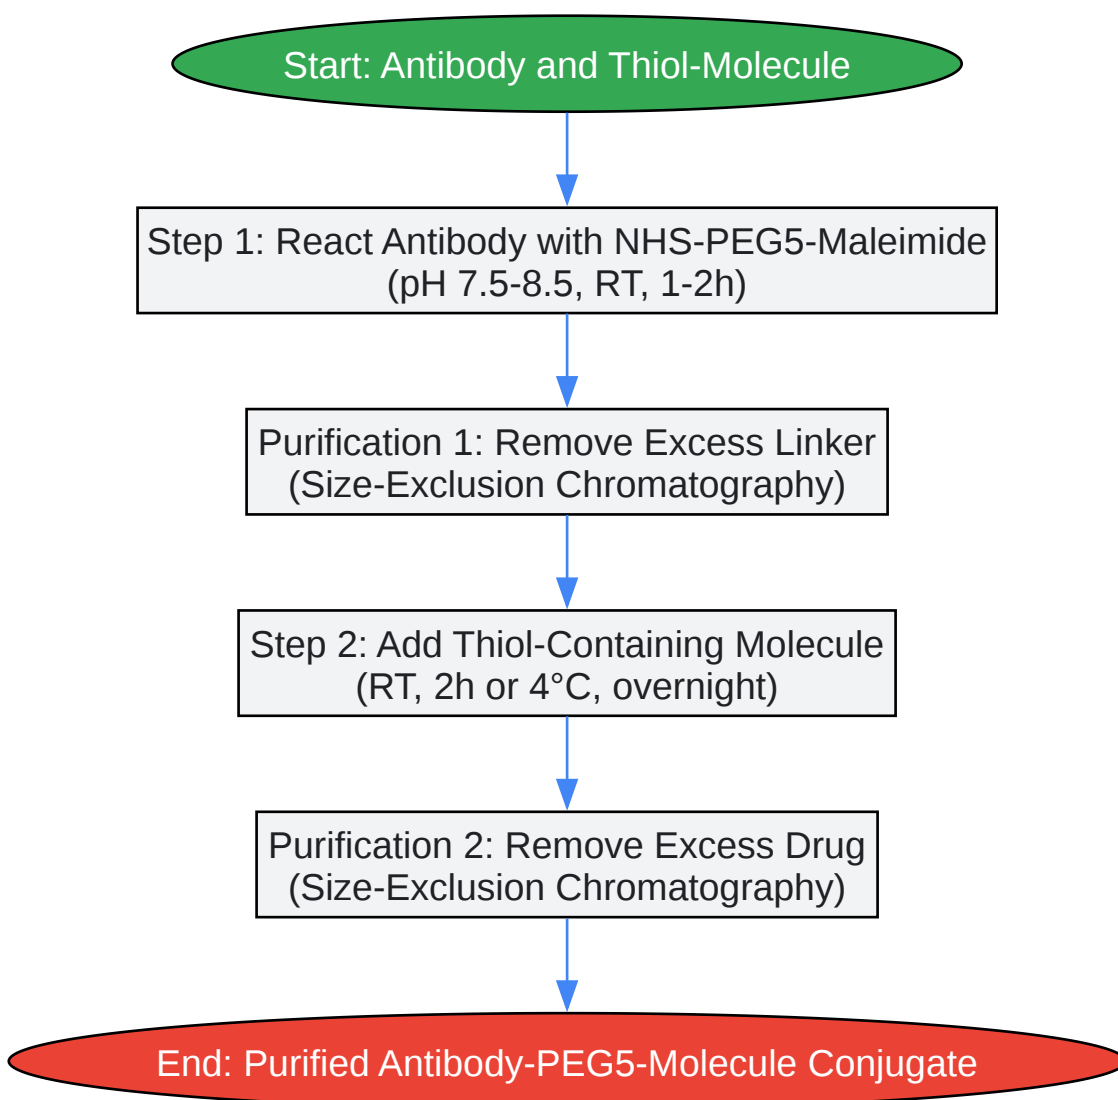 Start: Antibody and Thiol-Molecule
Step 1: React Antibody with NHS-PEG5-Maleimide
(pH 7.5-8.5, RT, 1-2h)
Purification 1: Remove Excess Linker
(Size-Exclusion Chromatography)
Step 2: Add Thiol-Containing Molecule
(RT, 2h or 4°C, overnight)
Purification 2: Remove Excess Drug
(Size-Exclusion Chromatography)
End: Purified Antibody-PEG5-Molecule Conjugate